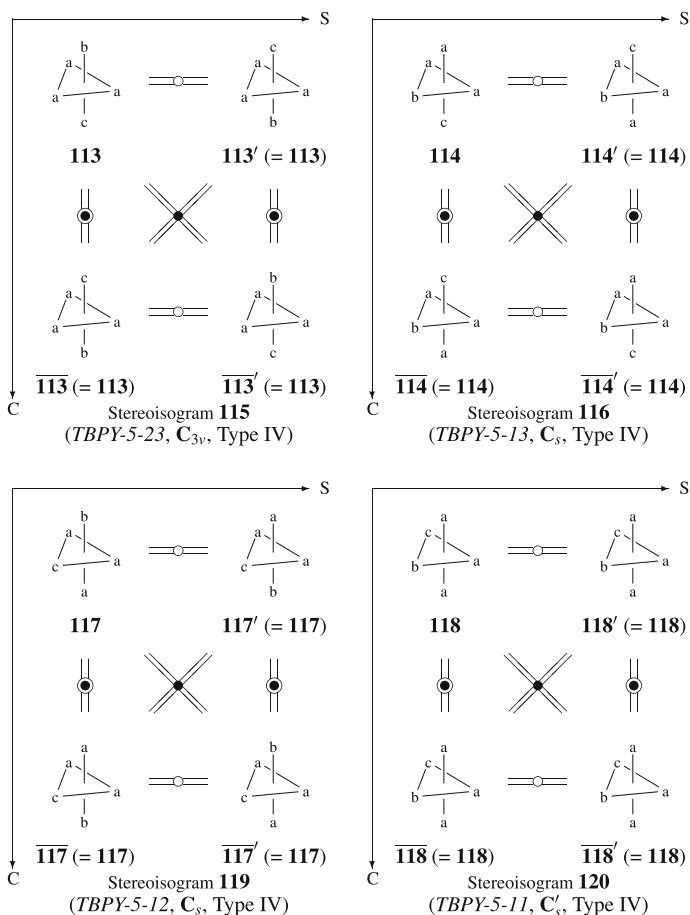 S S
b c a c
a a a a
a a a a b a b a
c b c a
113 113′ (= 113) 114 114′ (= 114)
c b c a
a a a a
a a a a b a b a
b c a c
113̅ (= 113) 113̅′ (= 113) 114̅ (= 114) 114̅′ (= 114)
C Stereoisogram 115 C Stereoisogram 116
(TBPY-5-23, C3v, Type IV) (TBPY-5-13, Cs, Type IV)
S S
b a a a
a a c c
c a c a b a b a
a b a a
117 117′ (= 117) 118 118′ (= 118)
a b a a
a a c c
c a c a b a b a
b a a a
117̅ (= 117) 117̅′ (= 117) 118̅ (= 118) 118̅′ (= 118)
C Stereoisogram 119 C Stereoisogram 120
(TBPY-5-12, Cs, Type IV) (TBPY-5-11, C′s, Type IV)